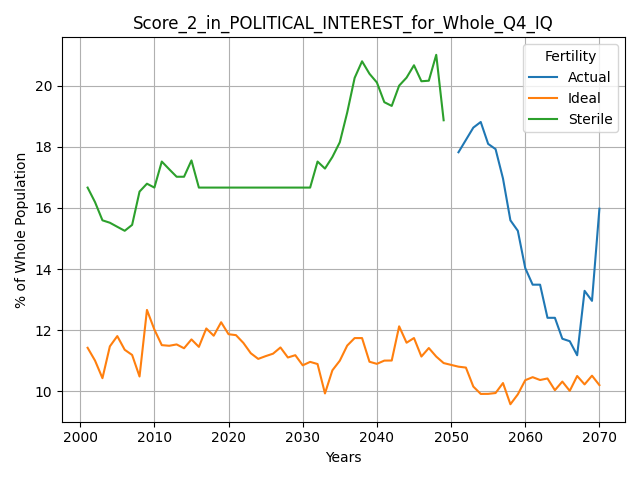 Score_2_in_POLITICAL_INTEREST_for_Whole_Q4_IQ
Fertility
Actual
Ideal
Sterile
% of Whole Population
20
18
16
14
12
10
2000 2010 2020 2030 2040 2050 2060 2070
Years